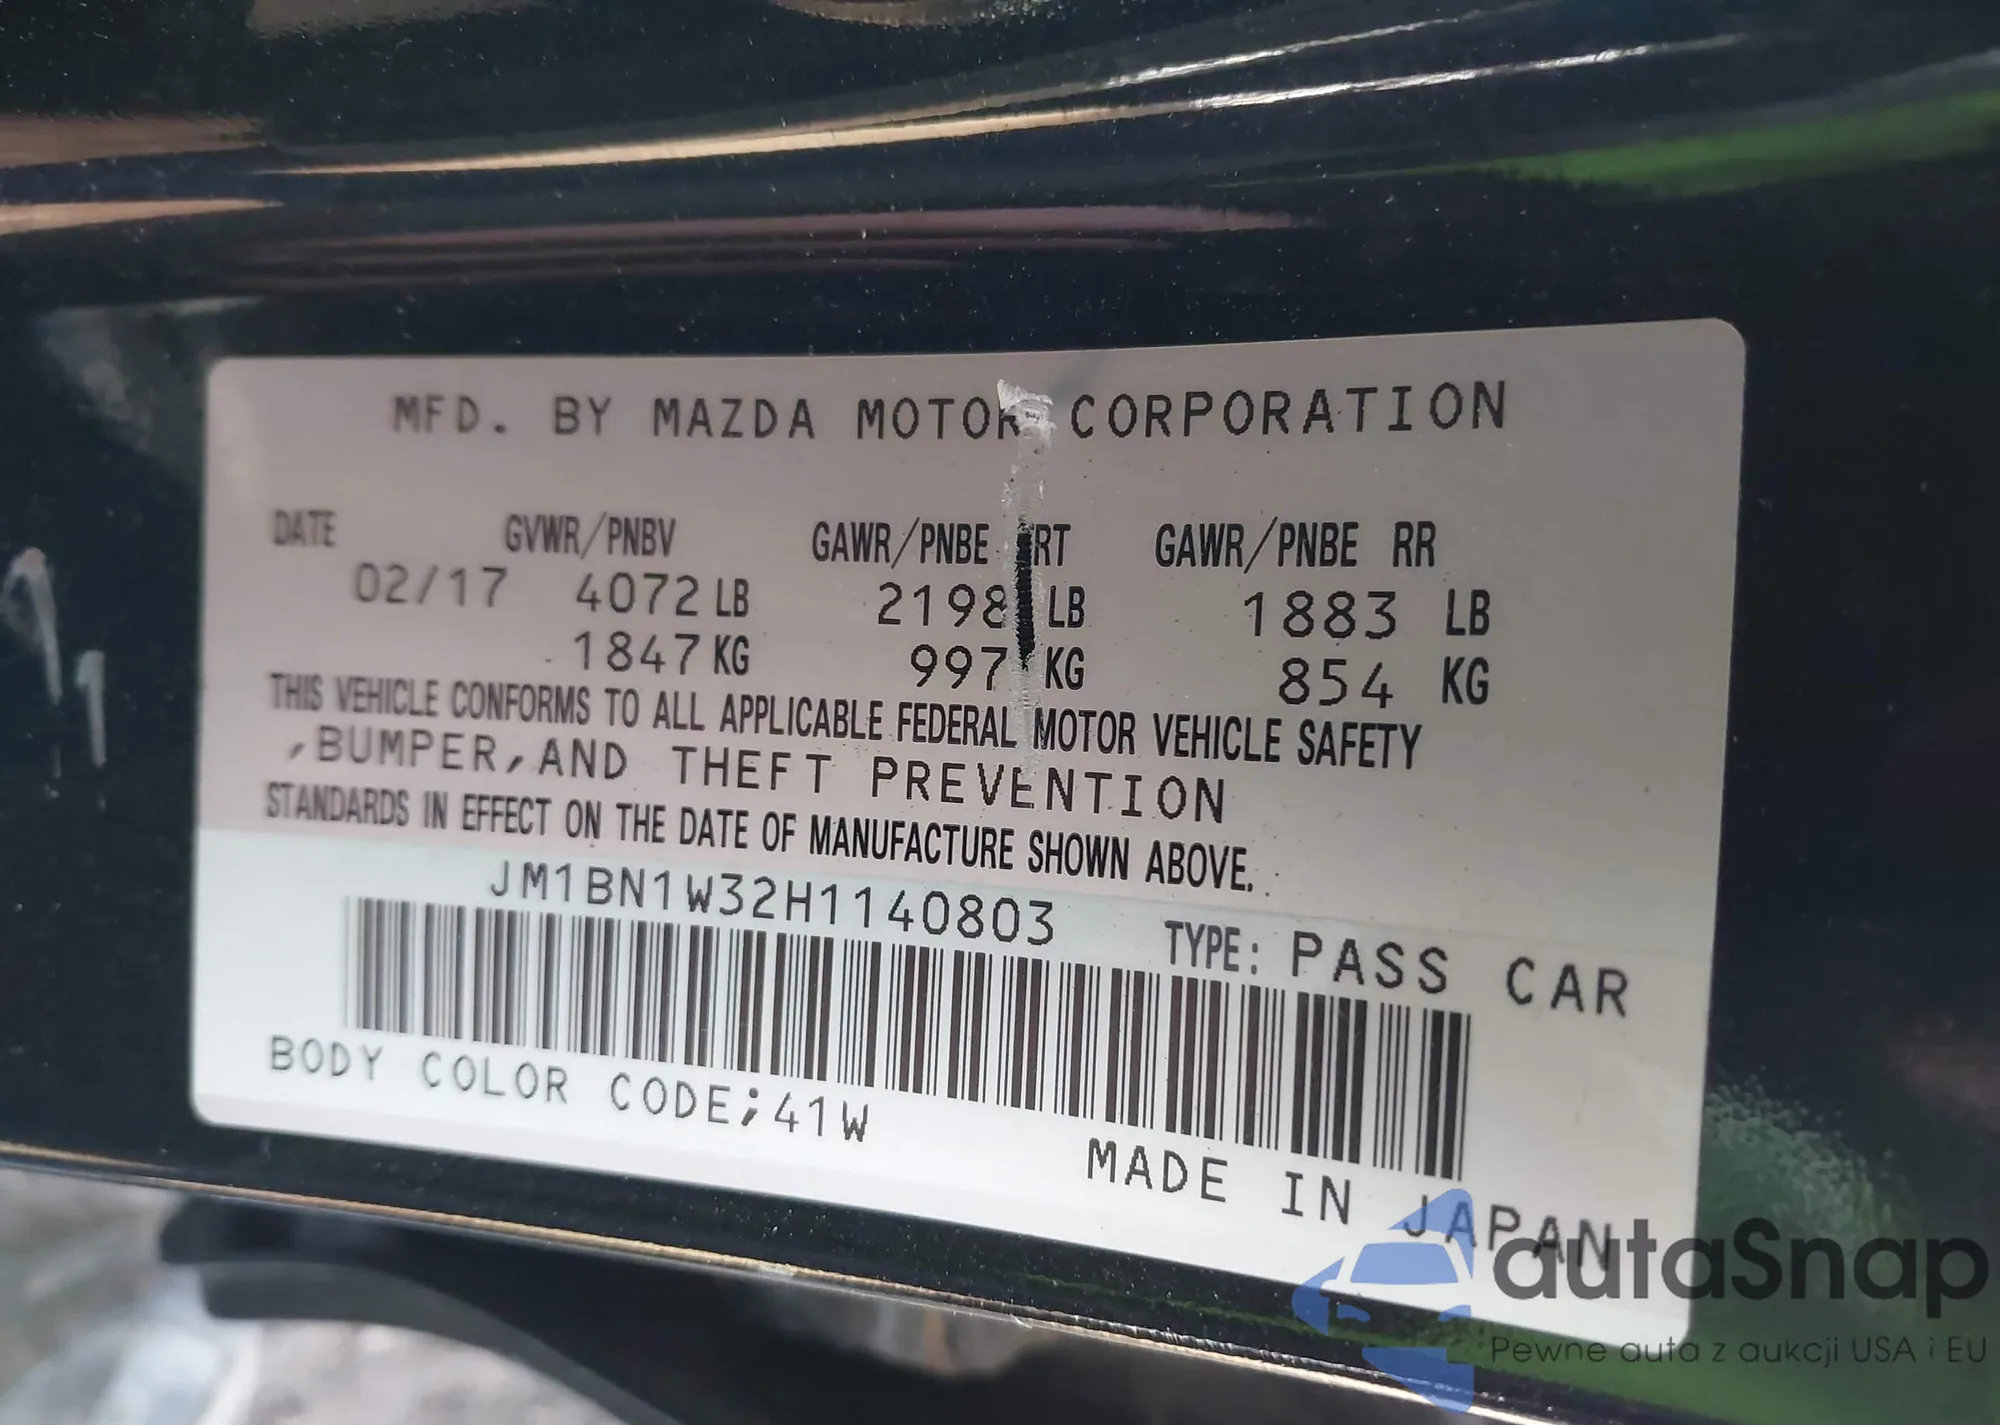 MFD. BY MAZDA MOTOR CORPORATION
DATE GVWR/PNBV GAWR/PNBE FRT GAWR/PNBE RR
02/17 4072 LB 2198 LB 1883 LB
1847 KG 997 KG 854 KG
THIS VEHICLE CONFORMS TO ALL APPLICABLE FEDERAL MOTOR VEHICLE SAFETY
,BUMPER,AND THEFT PREVENTION
STANDARDS IN EFFECT ON THE DATE OF MANUFACTURE SHOWN ABOVE.
JM1BN1W32H1140803 TYPE: PASS CAR
BODY COLOR CODE;41W
MADE IN JAPAN
autaSnap
Pewne auta z aukcji USA i EU